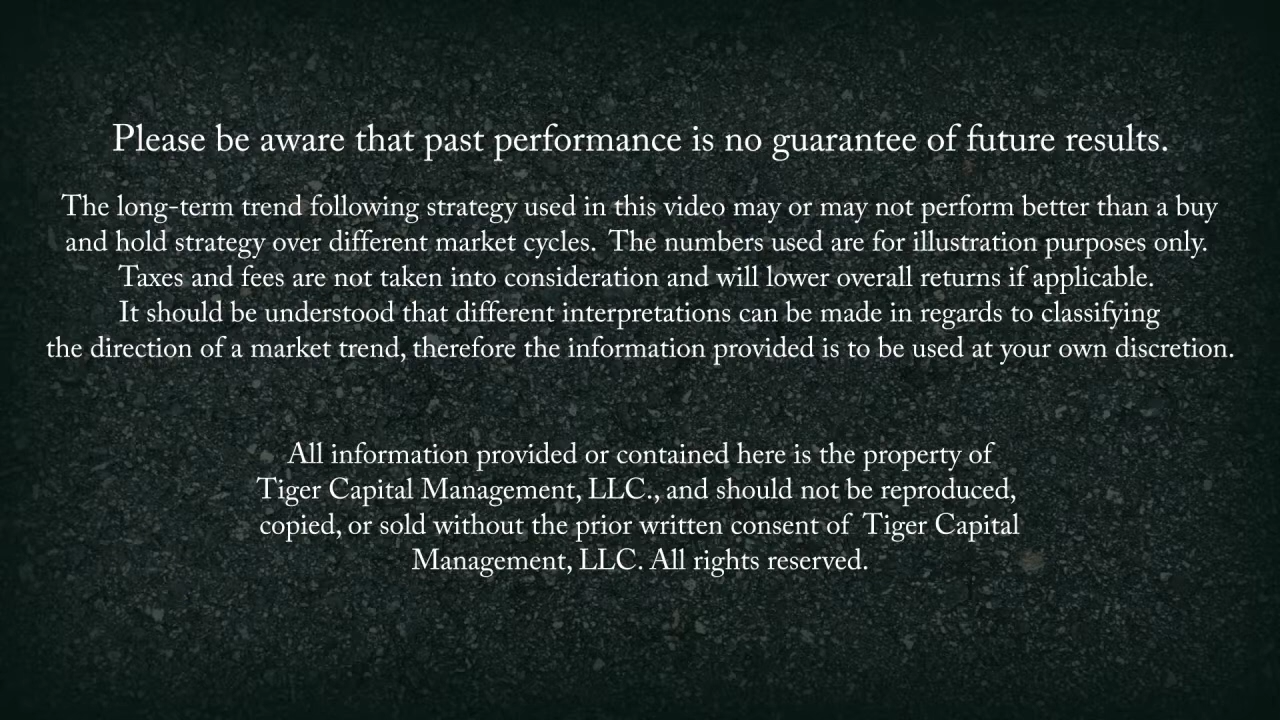 Please be aware that past performance is no guarantee of future results.
The long-term trend following strategy used in this video may or may not perform better than a buy
and hold strategy over different market cycles.  The numbers used are for illustration purposes only.
Taxes and fees are not taken into consideration and will lower overall returns if applicable.
It should be understood that different interpretations can be made in regards to classifying
the direction of a market trend, therefore the information provided is to be used at your own discretion.
All information provided or contained here is the property of
Tiger Capital Management, LLC., and should not be reproduced,
copied, or sold without the prior written consent of  Tiger Capital
Management, LLC. All rights reserved.